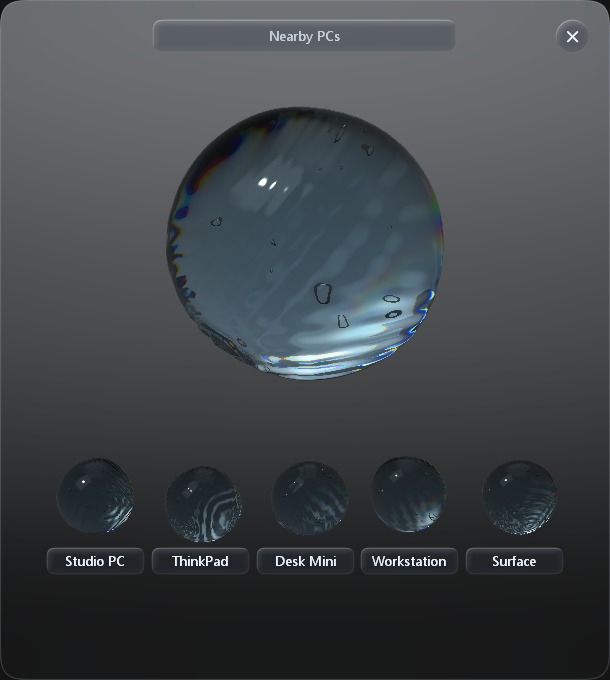 Nearby PCs
Studio PC
ThinkPad
Desk Mini
Workstation
Surface